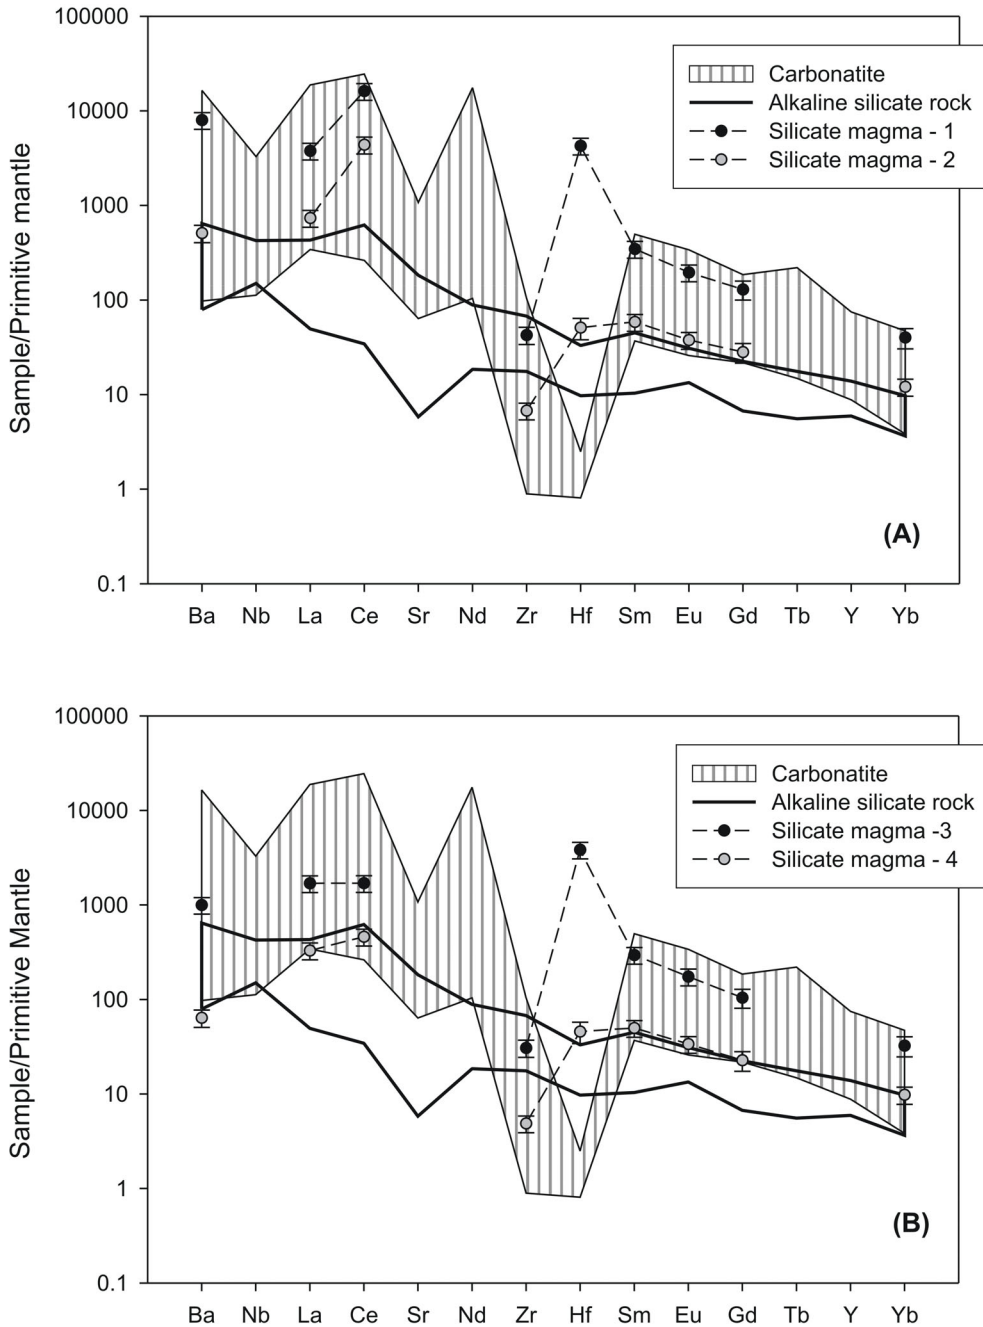 100000
10000
1000
100
10
1
0.1
Sample/Primitive mantle
Carbonatite
Alkaline silicate rock
Silicate magma - 1
Silicate magma - 2
(A)
Ba Nb La Ce Sr Nd Zr Hf Sm Eu Gd Tb Y Yb
100000
10000
1000
100
10
1
0.1
Sample/Primitive Mantle
Carbonatite
Alkaline silicate rock
Silicate magma -3
Silicate magma - 4
(B)
Ba Nb La Ce Sr Nd Zr Hf Sm Eu Gd Tb Y Yb